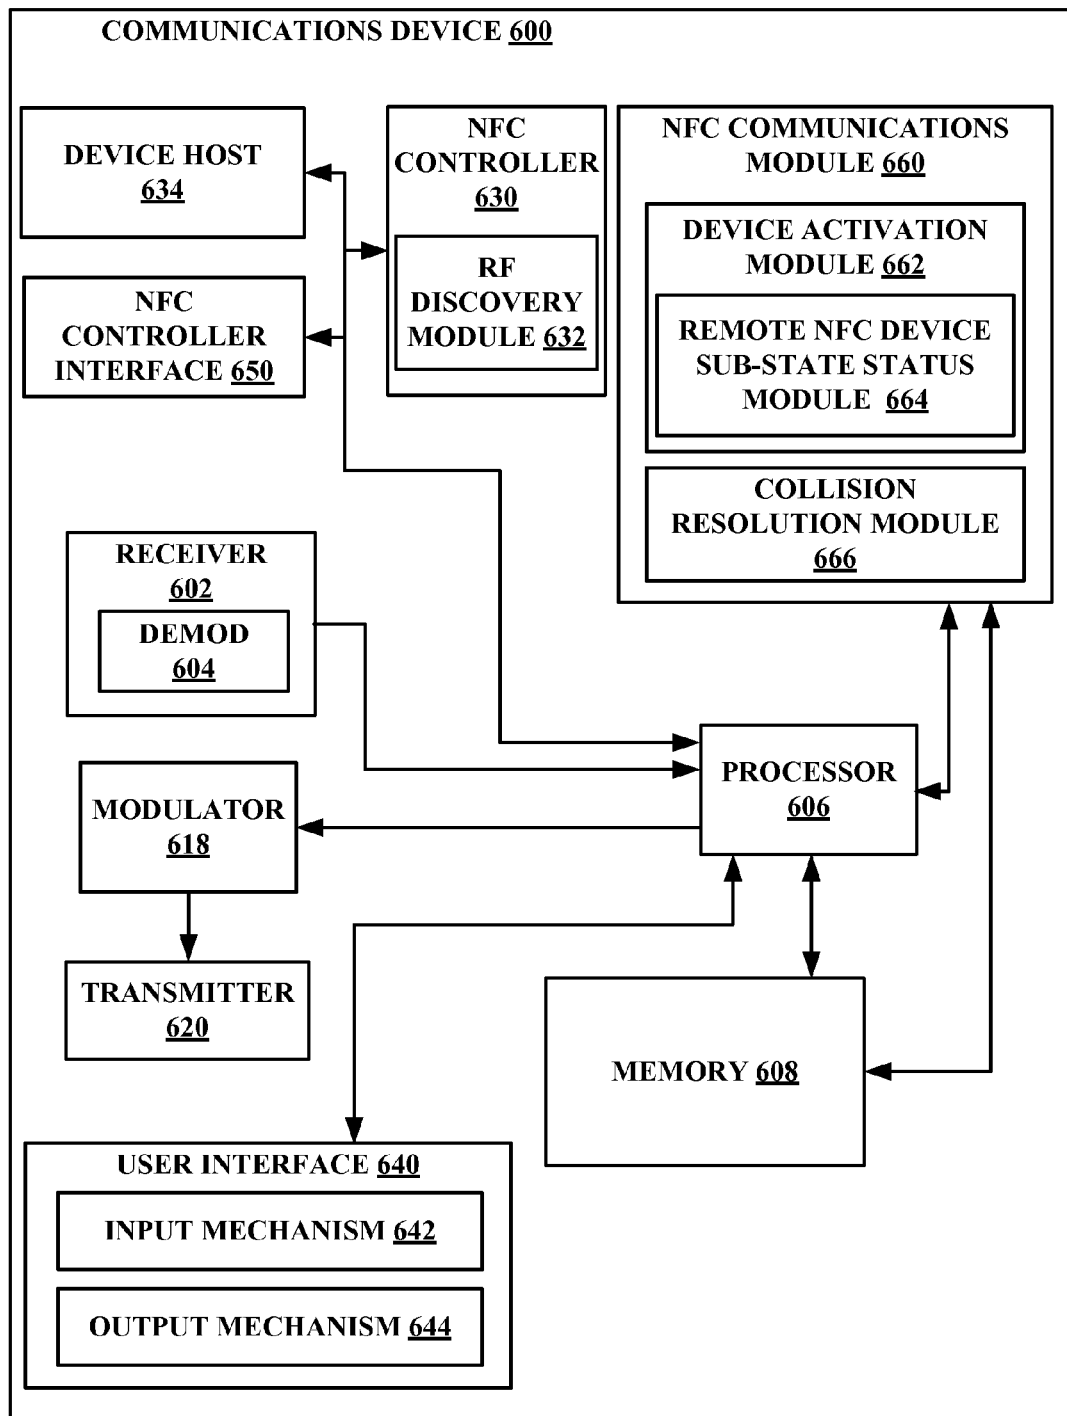 COMMUNICATIONS DEVICE 600
DEVICE HOST
634
NFC
CONTROLLER
INTERFACE 650
NFC
CONTROLLER
630
RF
DISCOVERY
MODULE 632
NFC COMMUNICATIONS
MODULE 660
DEVICE ACTIVATION
MODULE 662
REMOTE NFC DEVICE
SUB-STATE STATUS
MODULE 664
COLLISION
RESOLUTION MODULE
666
RECEIVER
602
DEMOD
604
MODULATOR
618
TRANSMITTER
620
PROCESSOR
606
MEMORY 608
USER INTERFACE 640
INPUT MECHANISM 642
OUTPUT MECHANISM 644